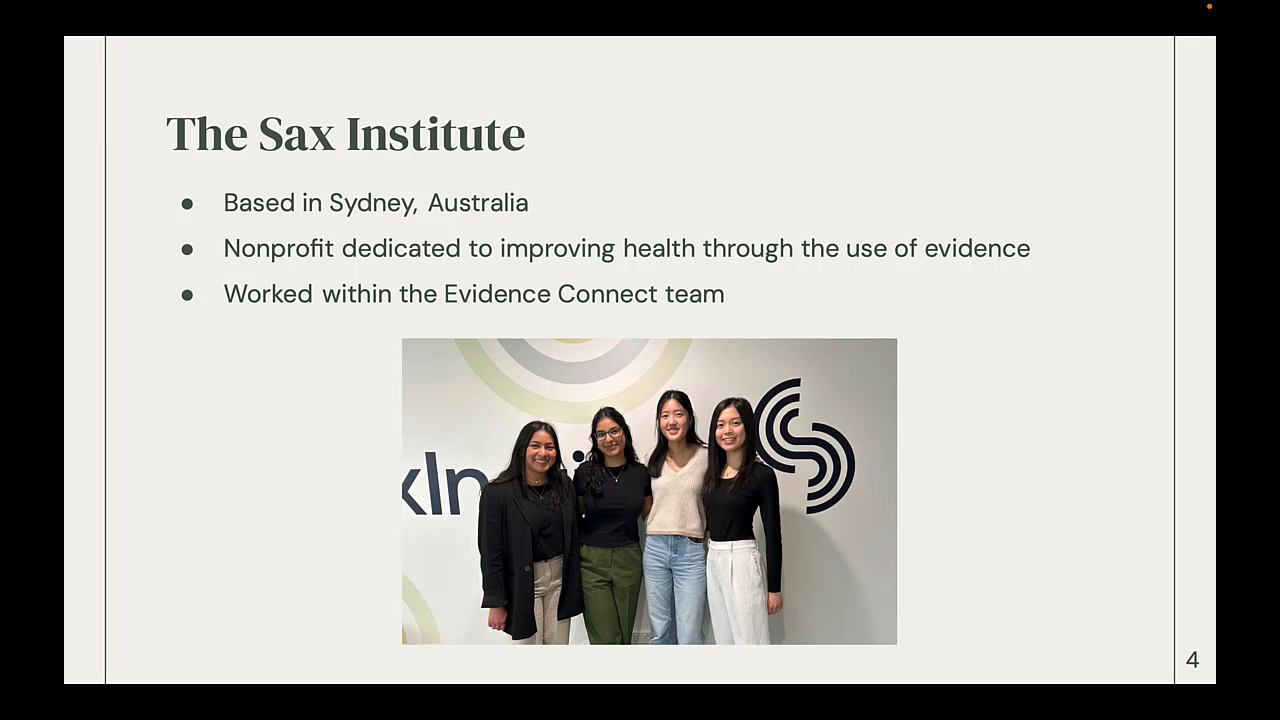 The Sax Institute
● Based in Sydney, Australia
● Nonprofit dedicated to improving health through the use of evidence
● Worked within the Evidence Connect team
xIn
4